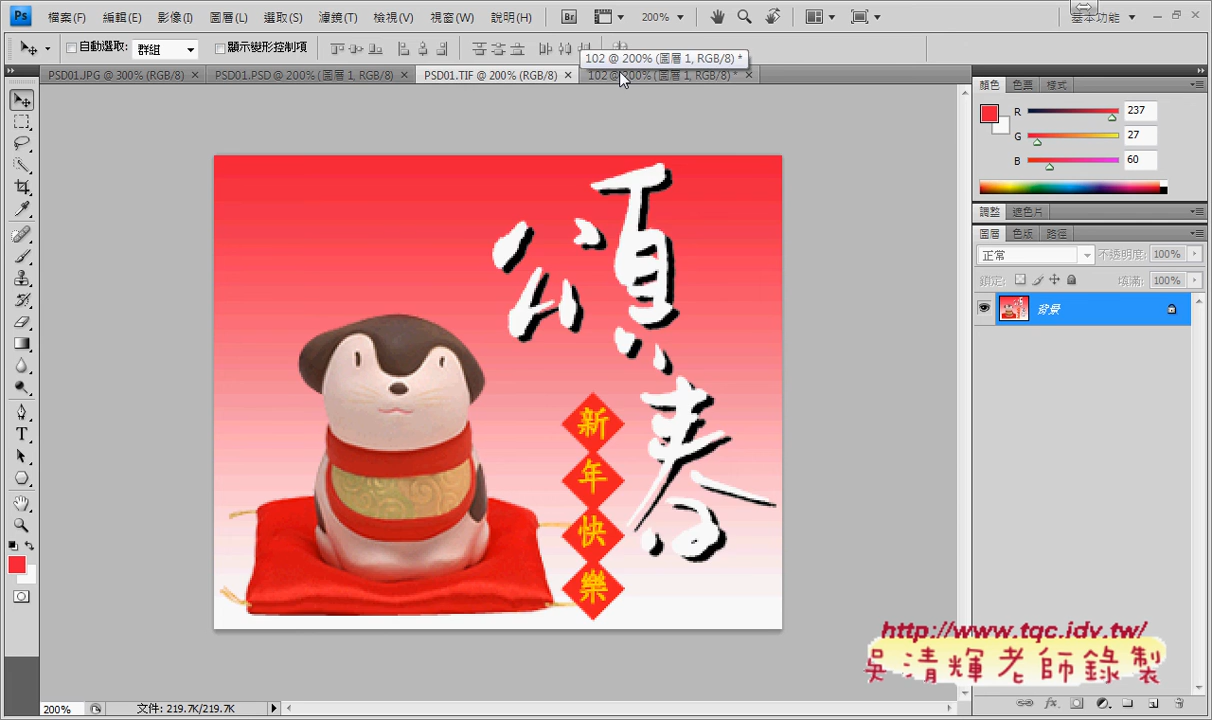 Ps 檔案(F) 編輯(E) 影像(I) 圖層(L) 選取(S) 濾鏡(T) 檢視(V) 視窗(W) 說明(H) Br 200% 基本功能
自動選取: 群組 顯示變形控制項
102 @ 200% (圖層 1, RGB/8) *
PSD01.JPG @ 300% (RGB/8) × PSD01.PSD @ 200% (圖層 1, RGB/8) × PSD01.TIF @ 200% (RGB/8) × 102 @ 200% (圖層 1, RGB/8) * ×
顏色 色票 樣式
R 237
G 27
B 60
調整 遮色片
圖層 色版 路徑
正常 不透明度: 100%
鎖定: 填滿: 100%
背景
頌
春
新
年
快
樂
http://www.tqc.idv.tw/
吳清輝老師錄製
200% 文件: 219.7K/219.7K